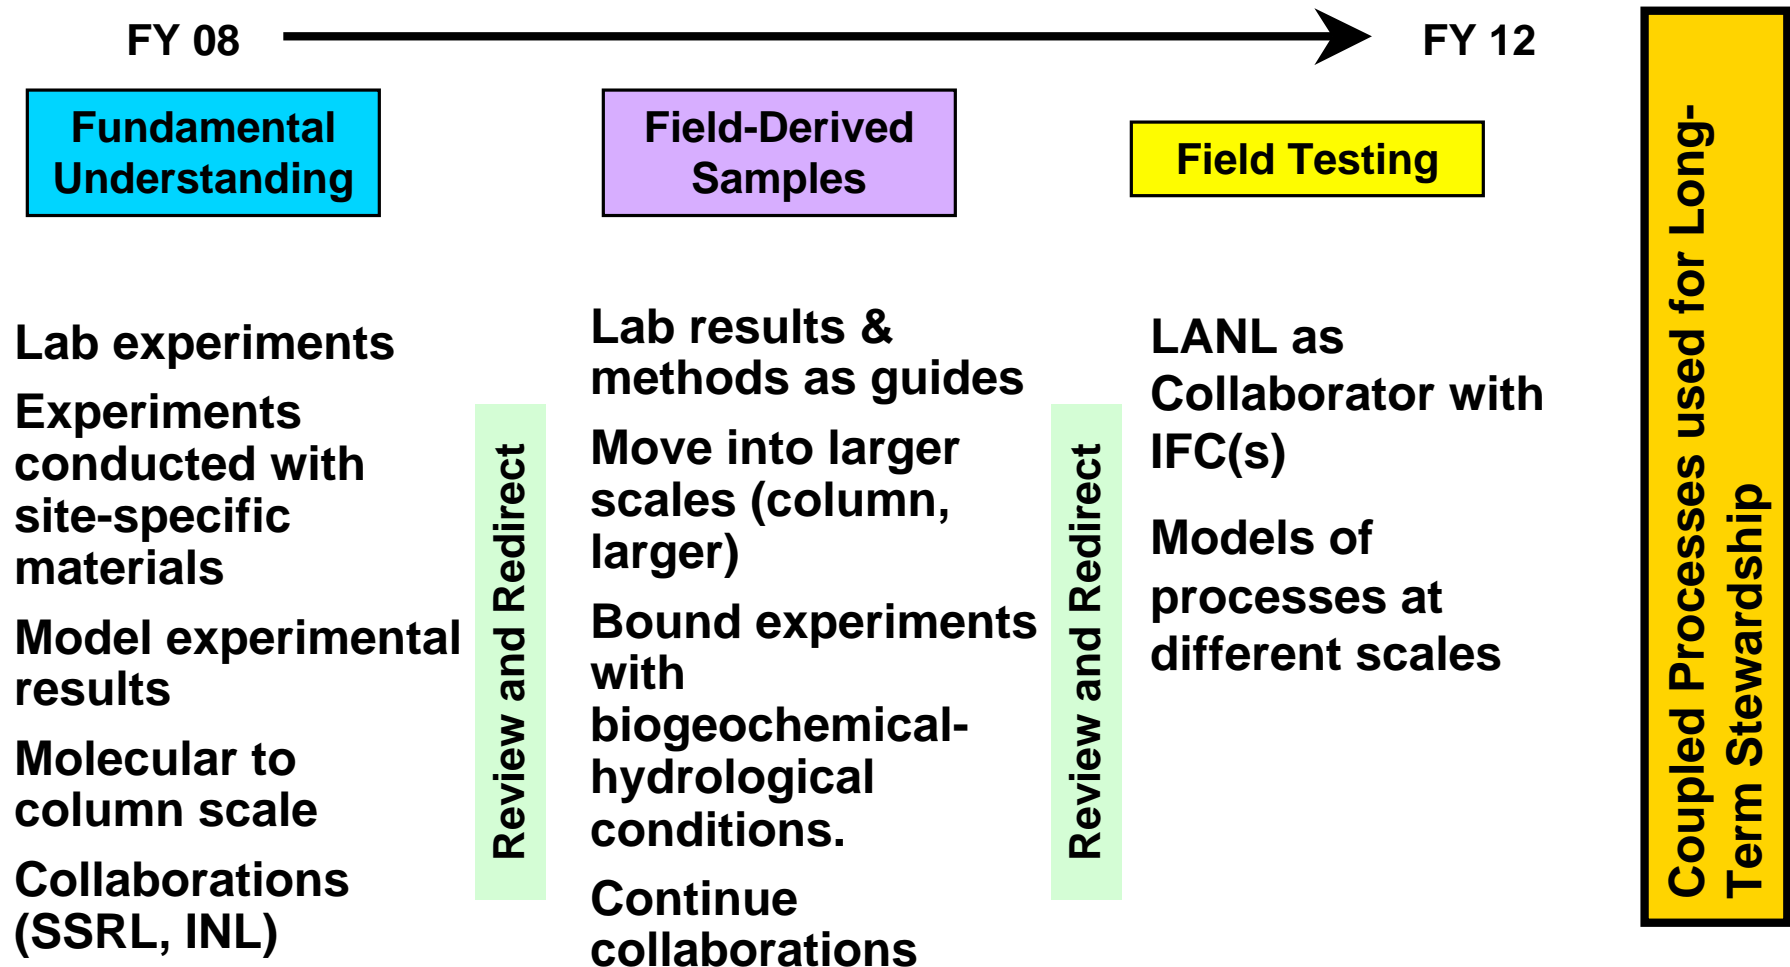 FY 08
FY 12
Fundamental
Understanding
Field-Derived
Samples
Field Testing
Lab experiments
Experiments
conducted with
site-specific
materials
Model experimental
results
Molecular to
column scale
Collaborations
(SSRL, INL)
Review and Redirect
Lab results &
methods as guides
Move into larger
scales (column,
larger)
Bound experiments
with
biogeochemical-
hydrological
conditions.
Continue
collaborations
Review and Redirect
LANL as
Collaborator with
IFC(s)
Models of
processes at
different scales
Coupled Processes used for Long-
Term Stewardship